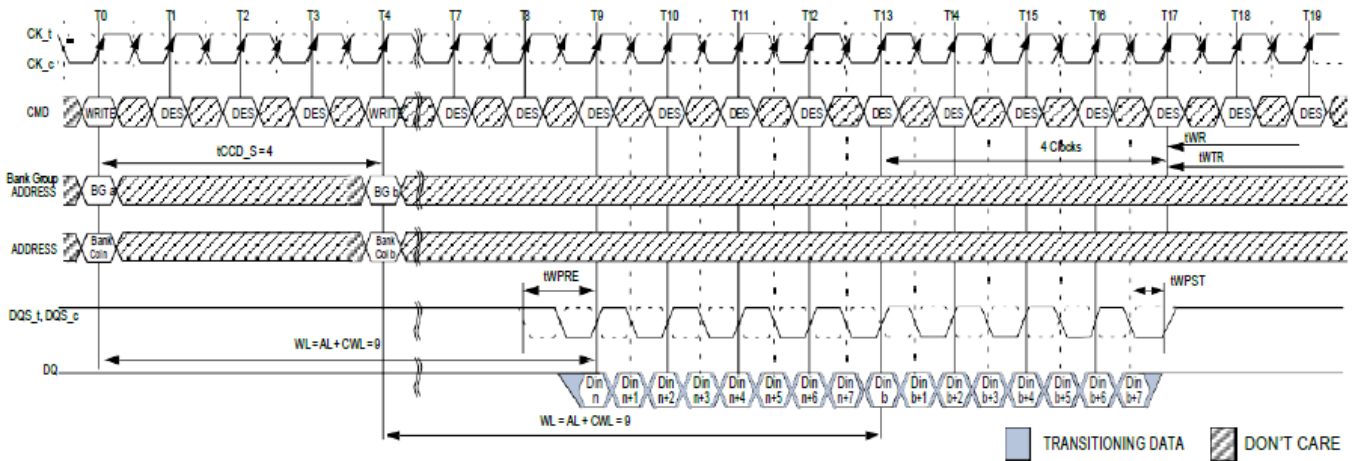 T0 T1 T2 T3 T4 T7 T8 T9 T10 T11 T12 T13 T14 T15 T16 T17 T18 T19
CK_t
CK_c
CMD WRITE DES DES DES WRITE DES DES DES DES DES DES DES DES DES DES DES DES DES
tCCD_S = 4
4 Clocks
tWR
tWTR
Bank Group
ADDRESS
BG a
BG b
ADDRESS
Bank
Col n
Bank
Col b
tWPRE
tWPST
DQS_t, DQS_c
WL = AL + CWL = 9
DQ
Din
n
Din
n+1
Din
n+2
Din
n+3
Din
n+4
Din
n+5
Din
n+6
Din
n+7
Din
b
Din
b+1
Din
b+2
Din
b+3
Din
b+4
Din
b+5
Din
b+6
Din
b+7
WL = AL + CWL = 9
TRANSITIONING DATA
DON'T CARE